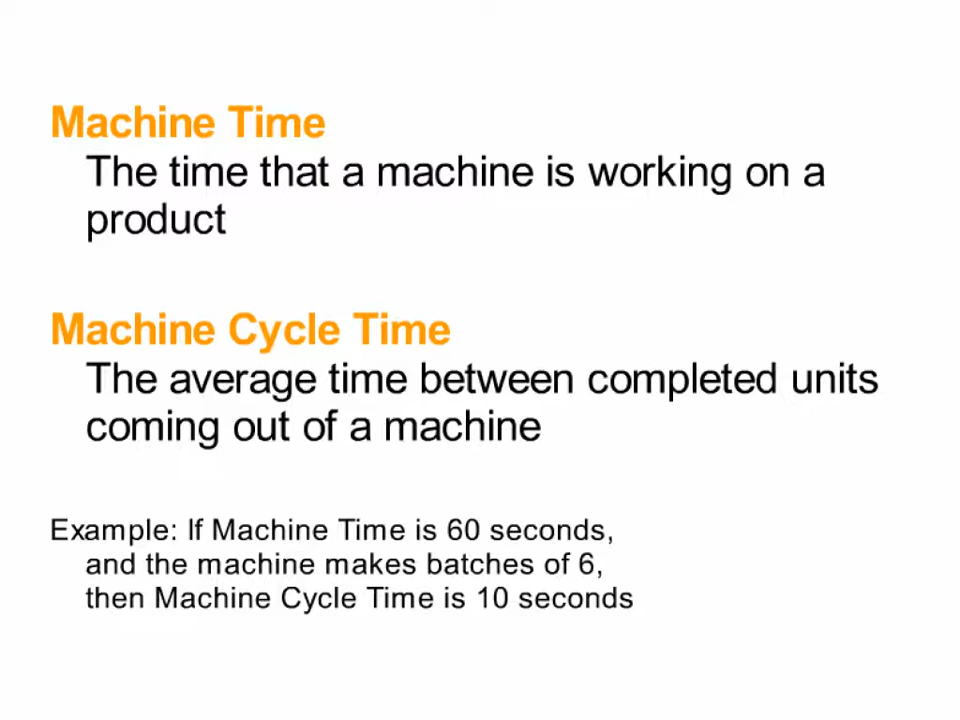 Machine Time
The time that a machine is working on a
product
Machine Cycle Time
The average time between completed units
coming out of a machine
Example: If Machine Time is 60 seconds,
and the machine makes batches of 6,
then Machine Cycle Time is 10 seconds